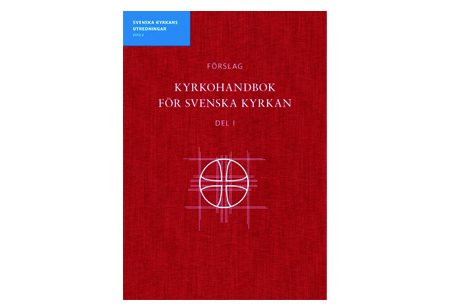 SVENSKA KYRKANS
UTREDNINGAR
FÖRSLAG
KYRKOHANDBOK
FÖR SVENSKA KYRKAN
DEL I